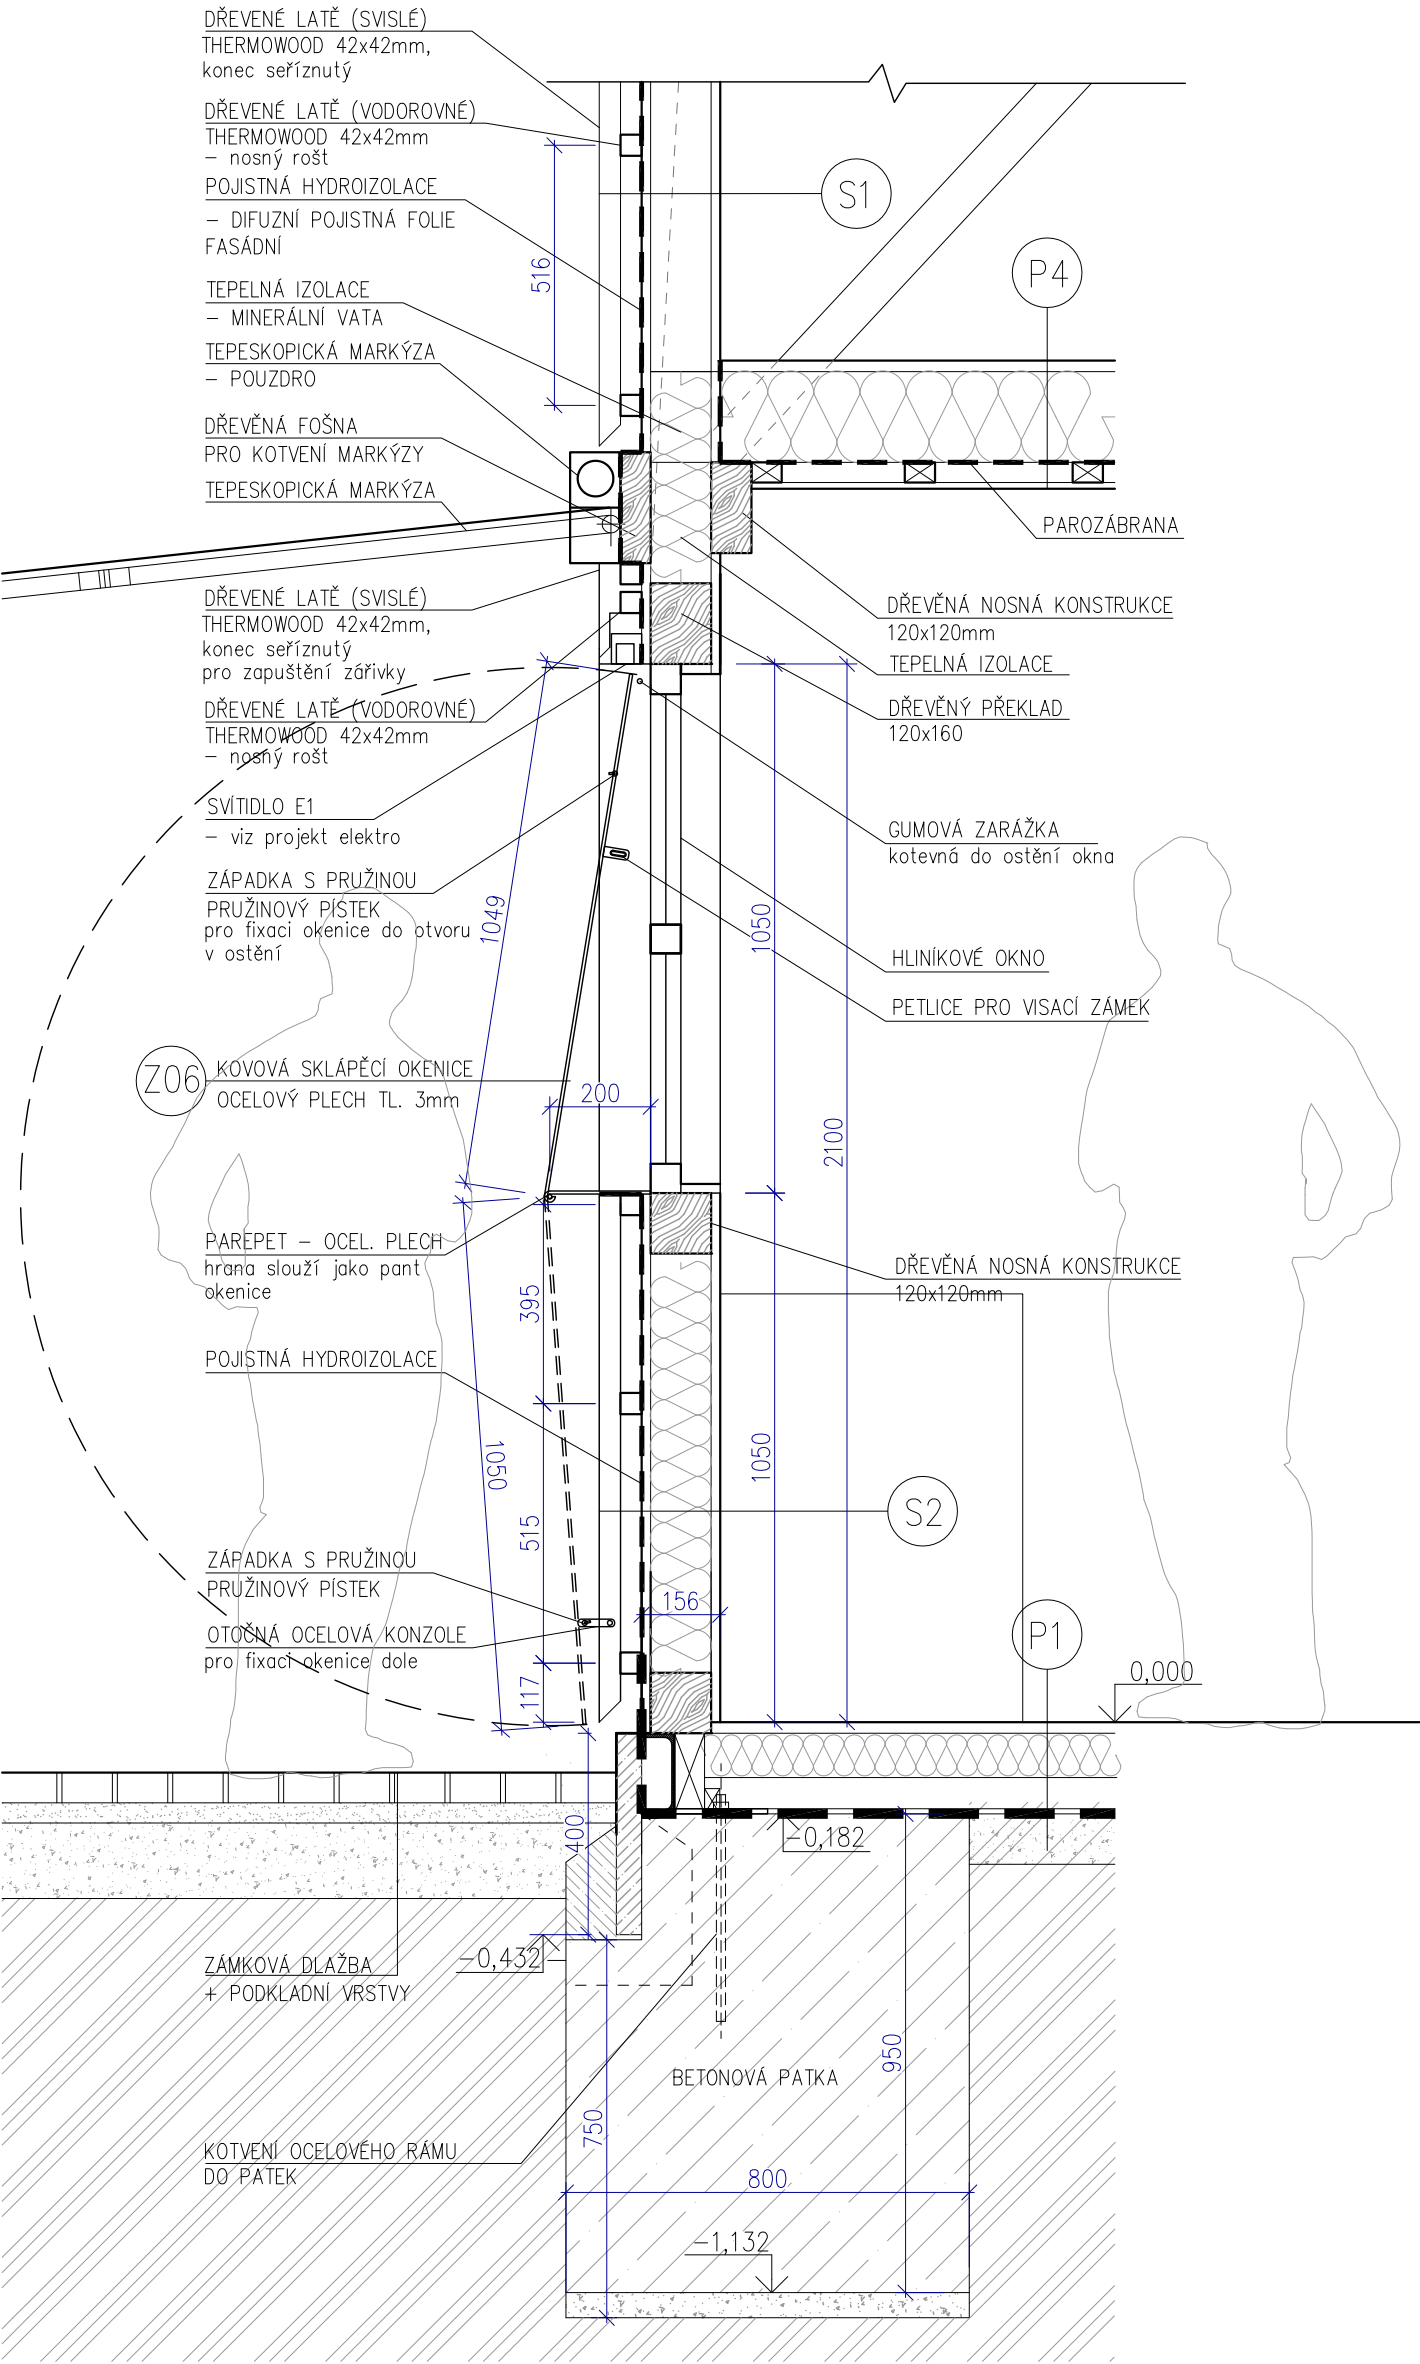 DŘEVENÉ LATĚ (SVISLÉ)
THERMOWOOD 42x42mm,
konec seříznutý
DŘEVENÉ LATĚ (VODOROVNÉ)
THERMOWOOD 42x42mm
– nosný rošt
POJISTNÁ HYDROIZOLACE
– DIFUZNÍ POJISTNÁ FOLIE
FASÁDNÍ
TEPELNÁ IZOLACE
– MINERÁLNÍ VATA
TEPESKOPICKÁ MARKÝZA
– POUZDRO
DŘEVĚNÁ FOŠNA
PRO KOTVENÍ MARKÝZY
TEPESKOPICKÁ MARKÝZA
S1
P4
516
PAROZÁBRANA
DŘEVENÉ LATĚ (SVISLÉ)
THERMOWOOD 42x42mm,
konec seříznutý
pro zapuštění zářivky
DŘEVENÉ LATĚ (VODOROVNÉ)
THERMOWOOD 42x42mm
– nosný rošt
SVÍTIDLO E1
– viz projekt elektro
ZÁPADKA S PRUŽINOU
PRUŽINOVÝ PÍSTEK
pro fixaci okenice do otvoru
v ostění
DŘEVĚNÁ NOSNÁ KONSTRUKCE
120x120mm
TEPELNÁ IZOLACE
DŘEVĚNÝ PŘEKLAD
120x160
GUMOVÁ ZARÁŽKA
kotevná do ostění okna
HLINÍKOVÉ OKNO
PETLICE PRO VISACÍ ZÁMEK
1049
1050
2100
200
Z06
KOVOVÁ SKLÁPĚCÍ OKENICE
OCELOVÝ PLECH TL. 3mm
PAREPET – OCEL. PLECH
hrana slouží jako pant
okenice
DŘEVĚNÁ NOSNÁ KONSTRUKCE
120x120mm
POJISTNÁ HYDROIZOLACE
395
1050
1050
515
S2
ZÁPADKA S PRUŽINOU
PRUŽINOVÝ PÍSTEK
OTOČNÁ OCELOVÁ KONZOLE
pro fixaci okenice dole
156
117
P1
0,000
400
–0,182
–0,432
ZÁMKOVÁ DLAŽBA
+ PODKLADNÍ VRSTVY
950
BETONOVÁ PATKA
750
KOTVENÍ OCELOVÉHO RÁMU
DO PATEK
800
–1,132